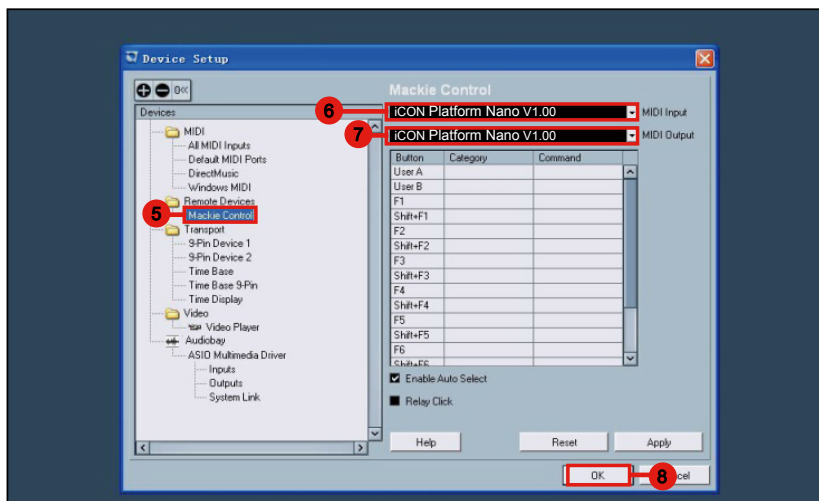 Device Setup
Devices
MIDI
All MIDI Inputs
Default MIDI Ports
DirectMusic
Windows MIDI
Remote Devices
5
Mackie Control
Transport
9-Pin Device 1
9-Pin Device 2
Time Base
Time Base 9-Pin
Time Display
Video
Video Player
Audiobay
ASIO Multimedia Driver
Inputs
Outputs
System Link
Mackie Control
6 iCON Platform Nano V1.00 MIDI Input
7 iCON Platform Nano V1.00 MIDI Output
Button Category Command
User A
User B
F1
Shift+F1
F2
Shift+F2
F3
Shift+F3
F4
Shift+F4
F5
Shift+F5
F6
Shift+F6
Enable Auto Select
Relay Click
Help Reset Apply
OK 8 cel